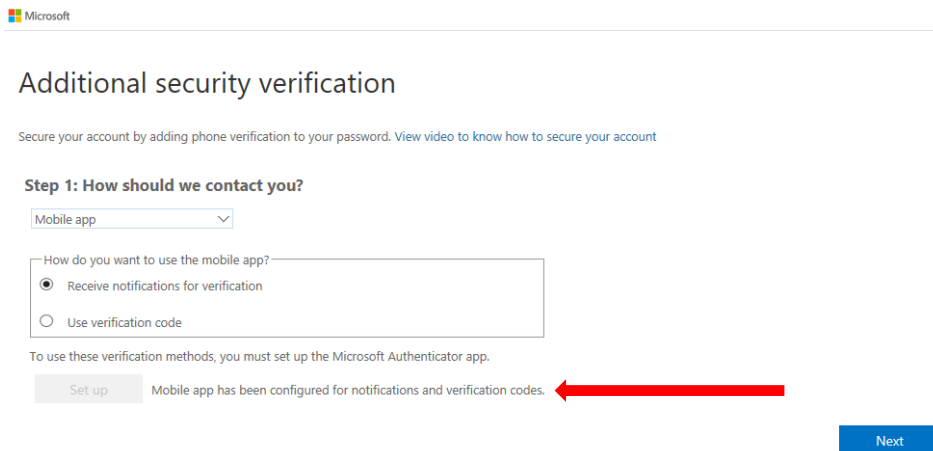 Microsoft
Additional security verification
Secure your account by adding phone verification to your password. View video to know how to secure your account
Step 1: How should we contact you?
Mobile app
How do you want to use the mobile app?
Receive notifications for verification
Use verification code
To use these verification methods, you must set up the Microsoft Authenticator app.
Set up Mobile app has been configured for notifications and verification codes.
Next